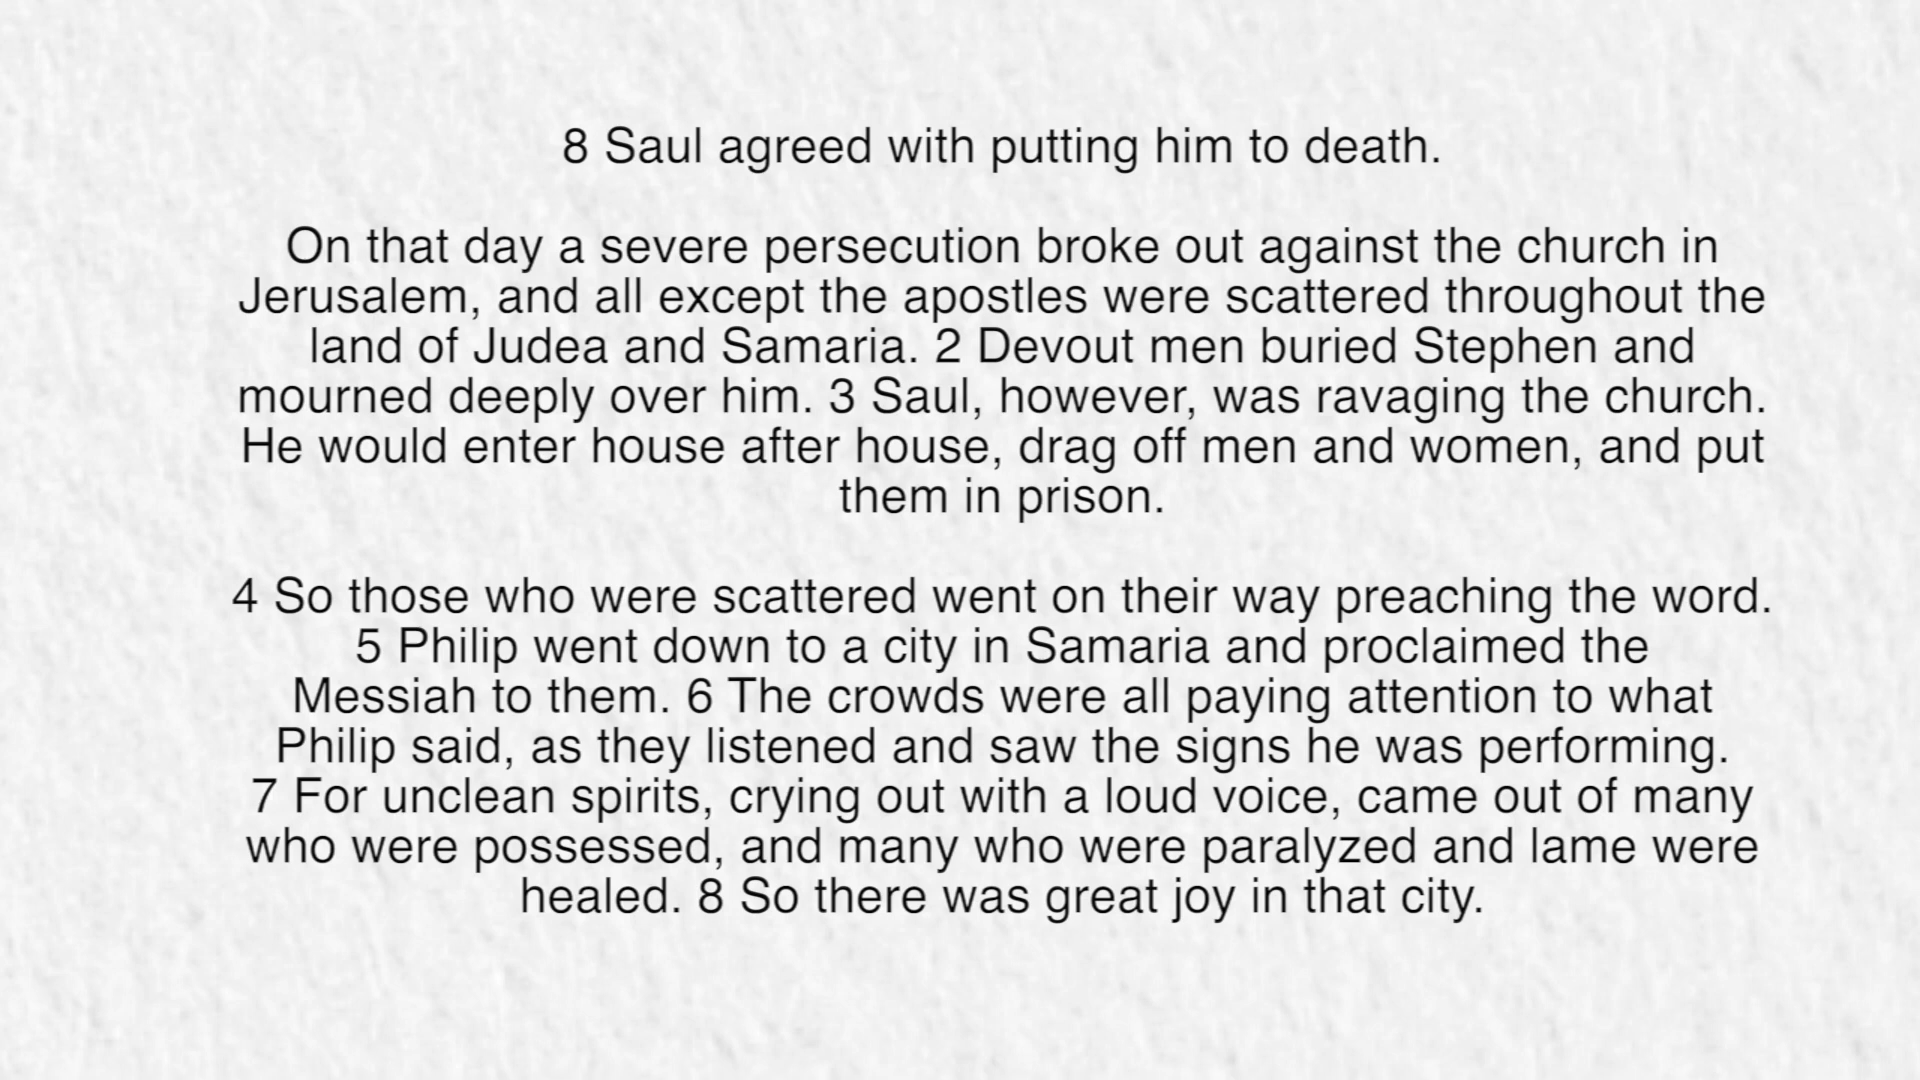 8 Saul agreed with putting him to death.
On that day a severe persecution broke out against the church in
Jerusalem, and all except the apostles were scattered throughout the
land of Judea and Samaria. 2 Devout men buried Stephen and
mourned deeply over him. 3 Saul, however, was ravaging the church.
He would enter house after house, drag off men and women, and put
them in prison.
4 So those who were scattered went on their way preaching the word.
5 Philip went down to a city in Samaria and proclaimed the
Messiah to them. 6 The crowds were all paying attention to what
Philip said, as they listened and saw the signs he was performing.
7 For unclean spirits, crying out with a loud voice, came out of many
who were possessed, and many who were paralyzed and lame were
healed. 8 So there was great joy in that city.